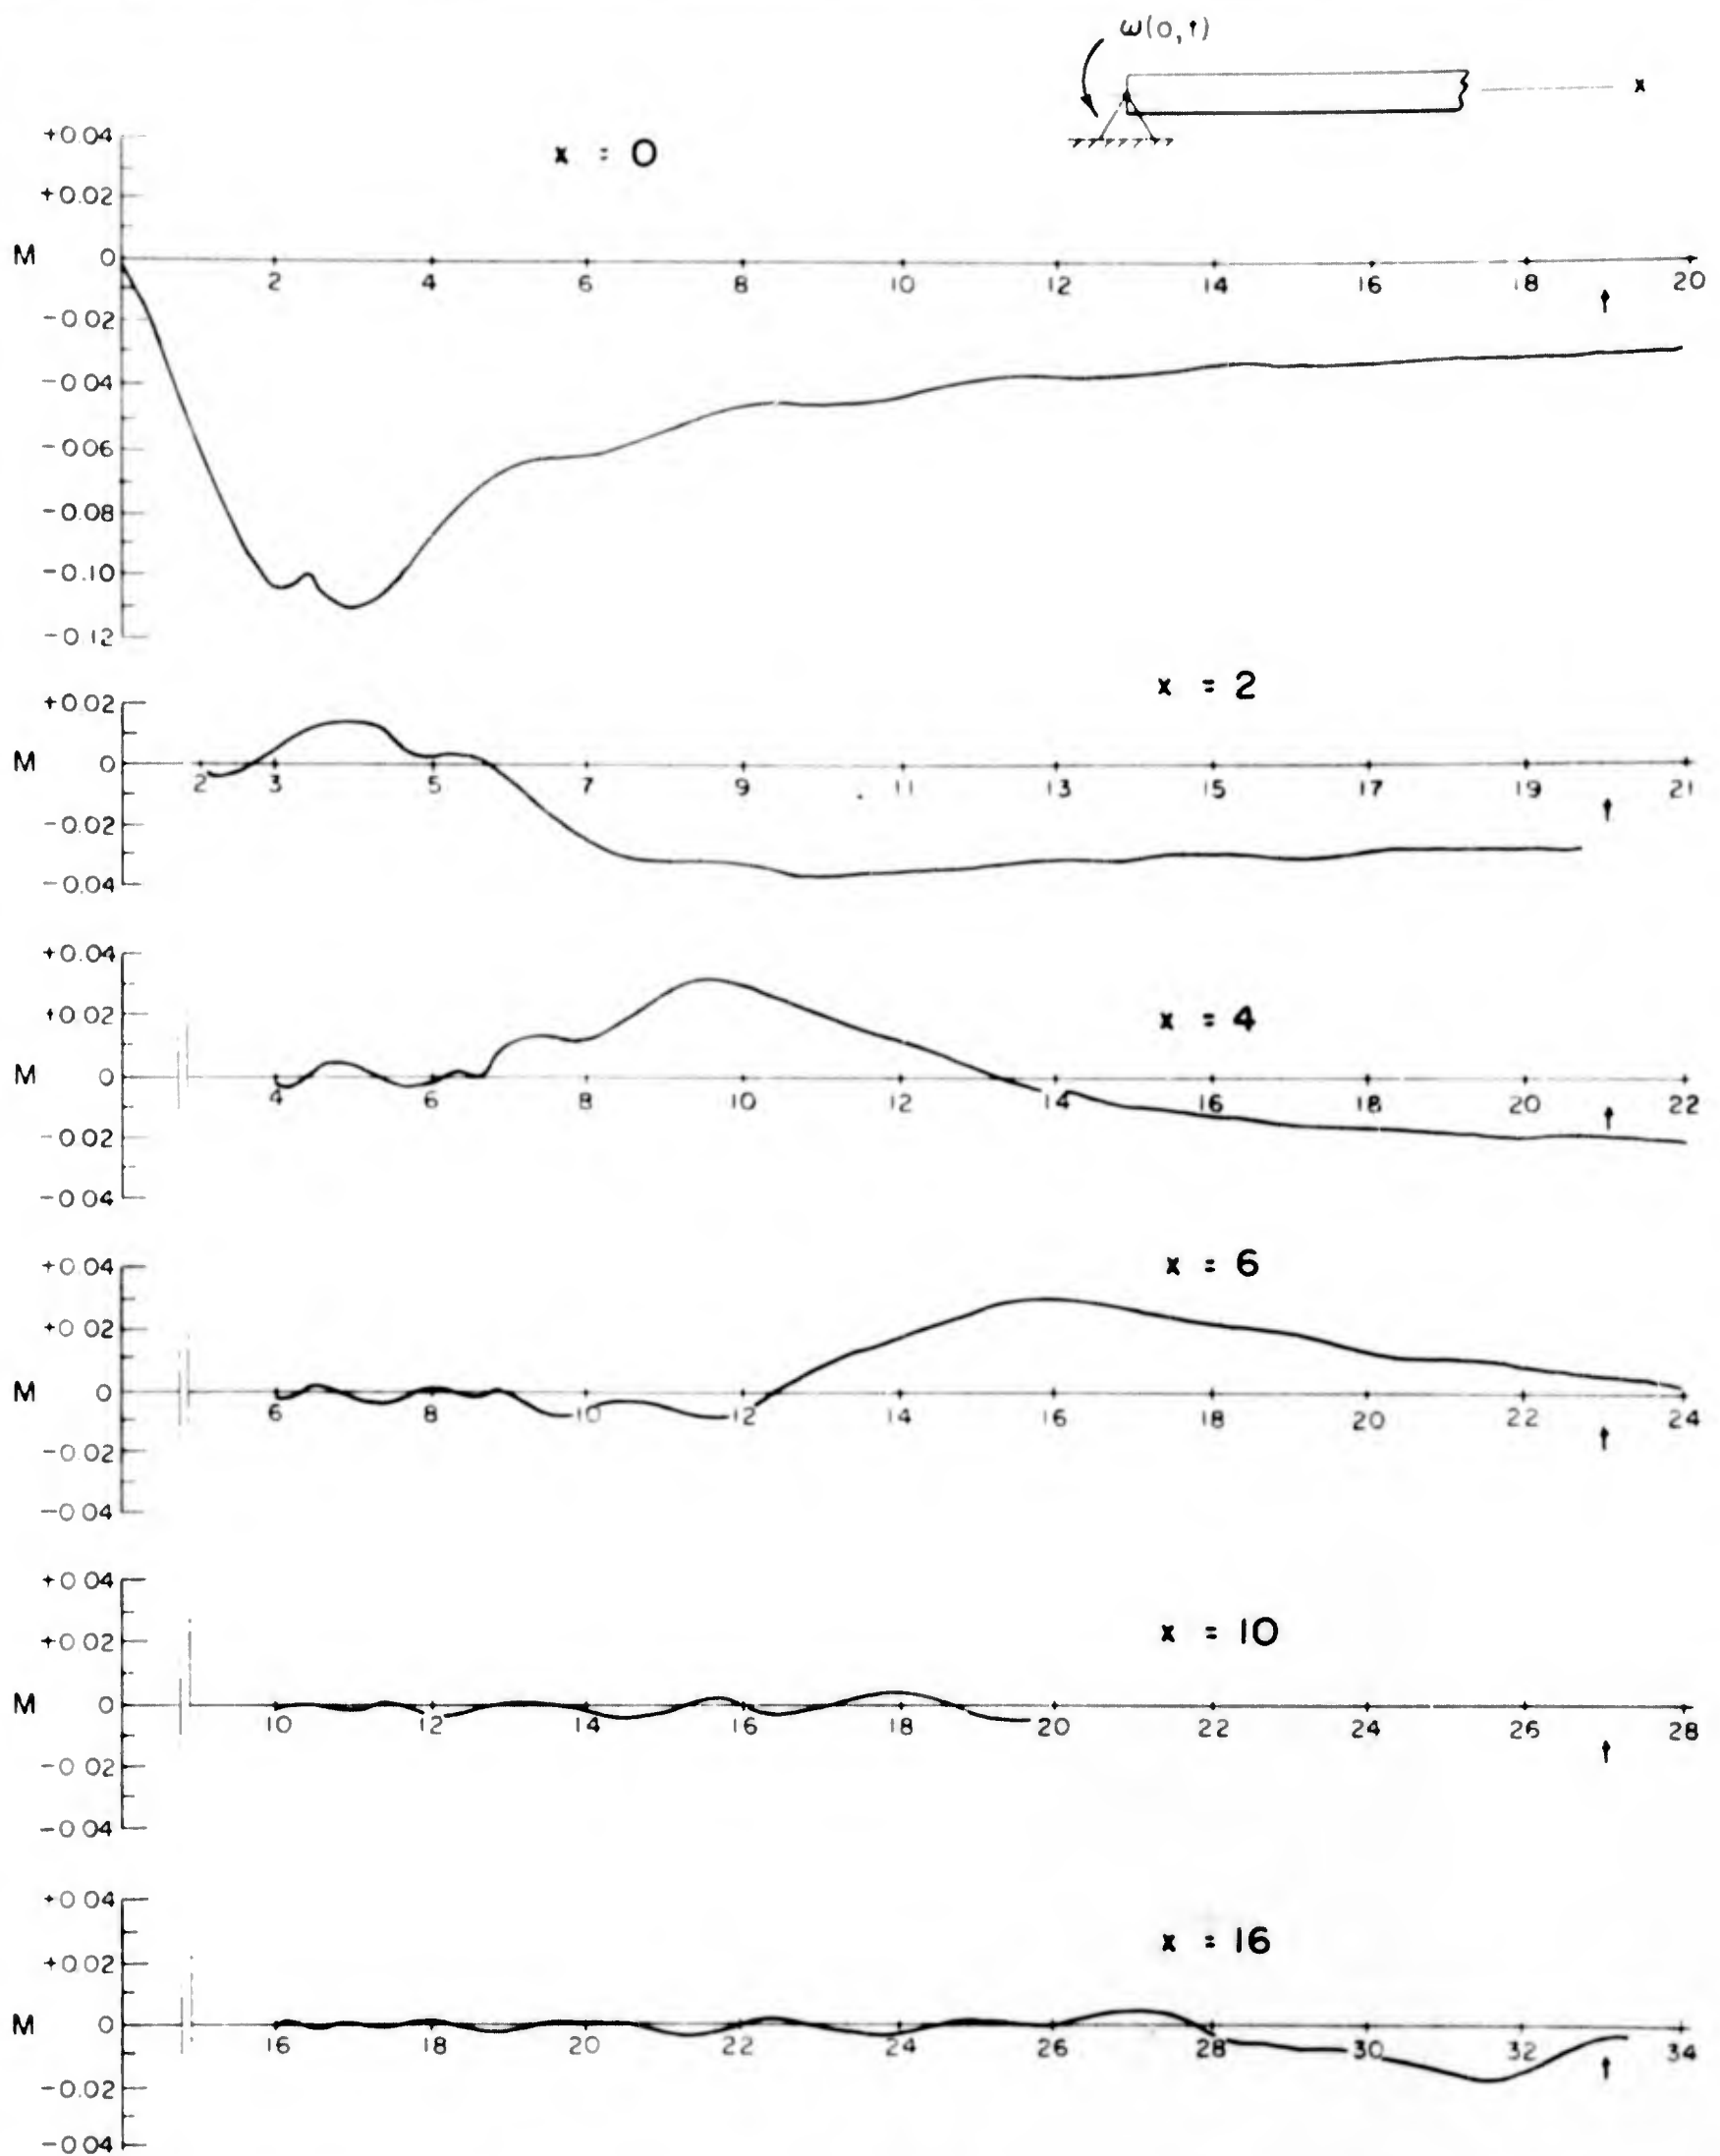 ω(0,t)
x
x = 0
+0.04
+0.02
M 0
2 4 6 8 10 12 14 16 18 20
t
-0.02
-0.04
-0.06
-0.08
-0.10
-0.12
x = 2
+0.02
M 0
2 3 5 7 9 11 13 15 17 19 21
t
-0.02
-0.04
+0.04
+0.02
x = 4
M 0
4 6 8 10 12 14 16 18 20 22
t
-0.02
-0.04
x = 6
+0.04
+0.02
M 0
6 8 10 12 14 16 18 20 22 24
t
-0.02
-0.04
+0.04
x = 10
+0.02
M 0
10 12 14 16 18 20 22 24 26 28
t
-0.02
-0.04
+0.04
x = 16
+0.02
M 0
16 18 20 22 24 26 28 30 32 34
t
-0.02
-0.04